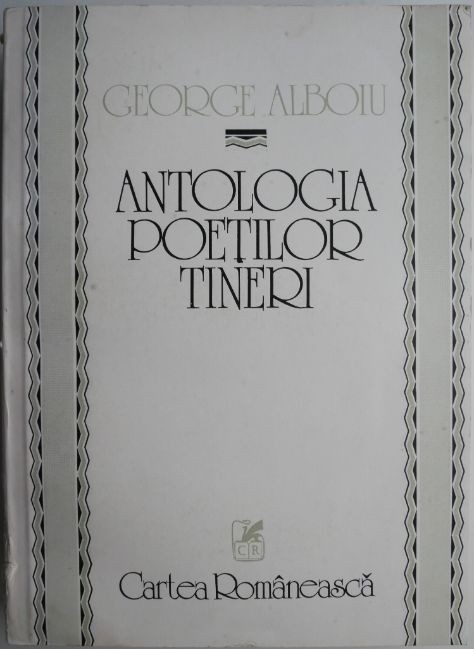 GEORGE ALBOIU
ANTOLOGIA
POEȚILOR
TINERI
CR
Cartea Românească